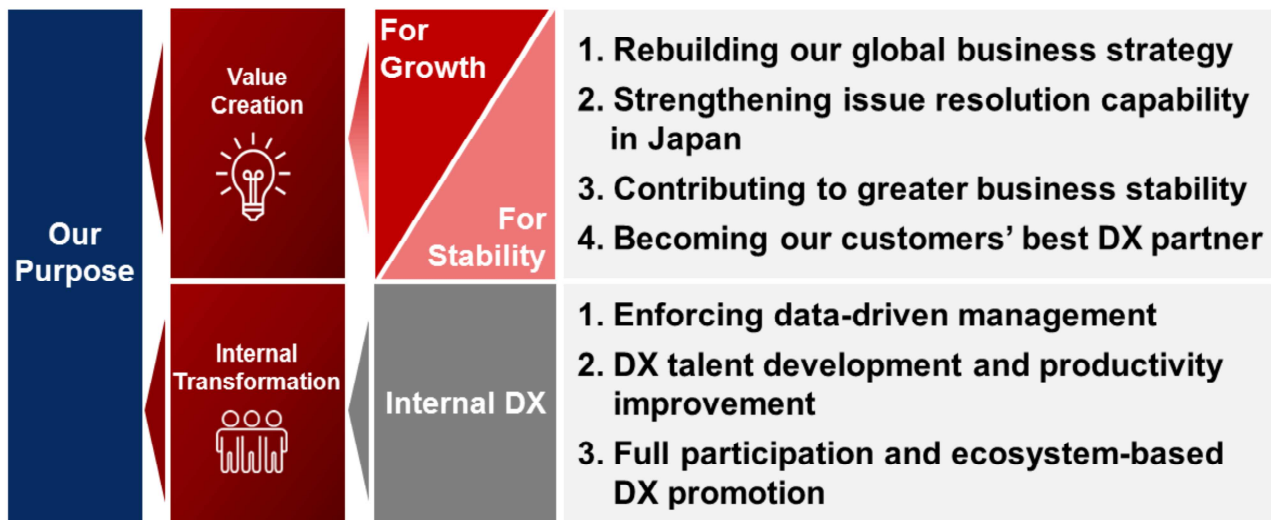 Our
Purpose
Value
Creation
For
Growth
For
Stability
1. Rebuilding our global business strategy
2. Strengthening issue resolution capability
in Japan
3. Contributing to greater business stability
4. Becoming our customers’ best DX partner
Internal
Transformation
Internal DX
1. Enforcing data-driven management
2. DX talent development and productivity
improvement
3. Full participation and ecosystem-based
DX promotion